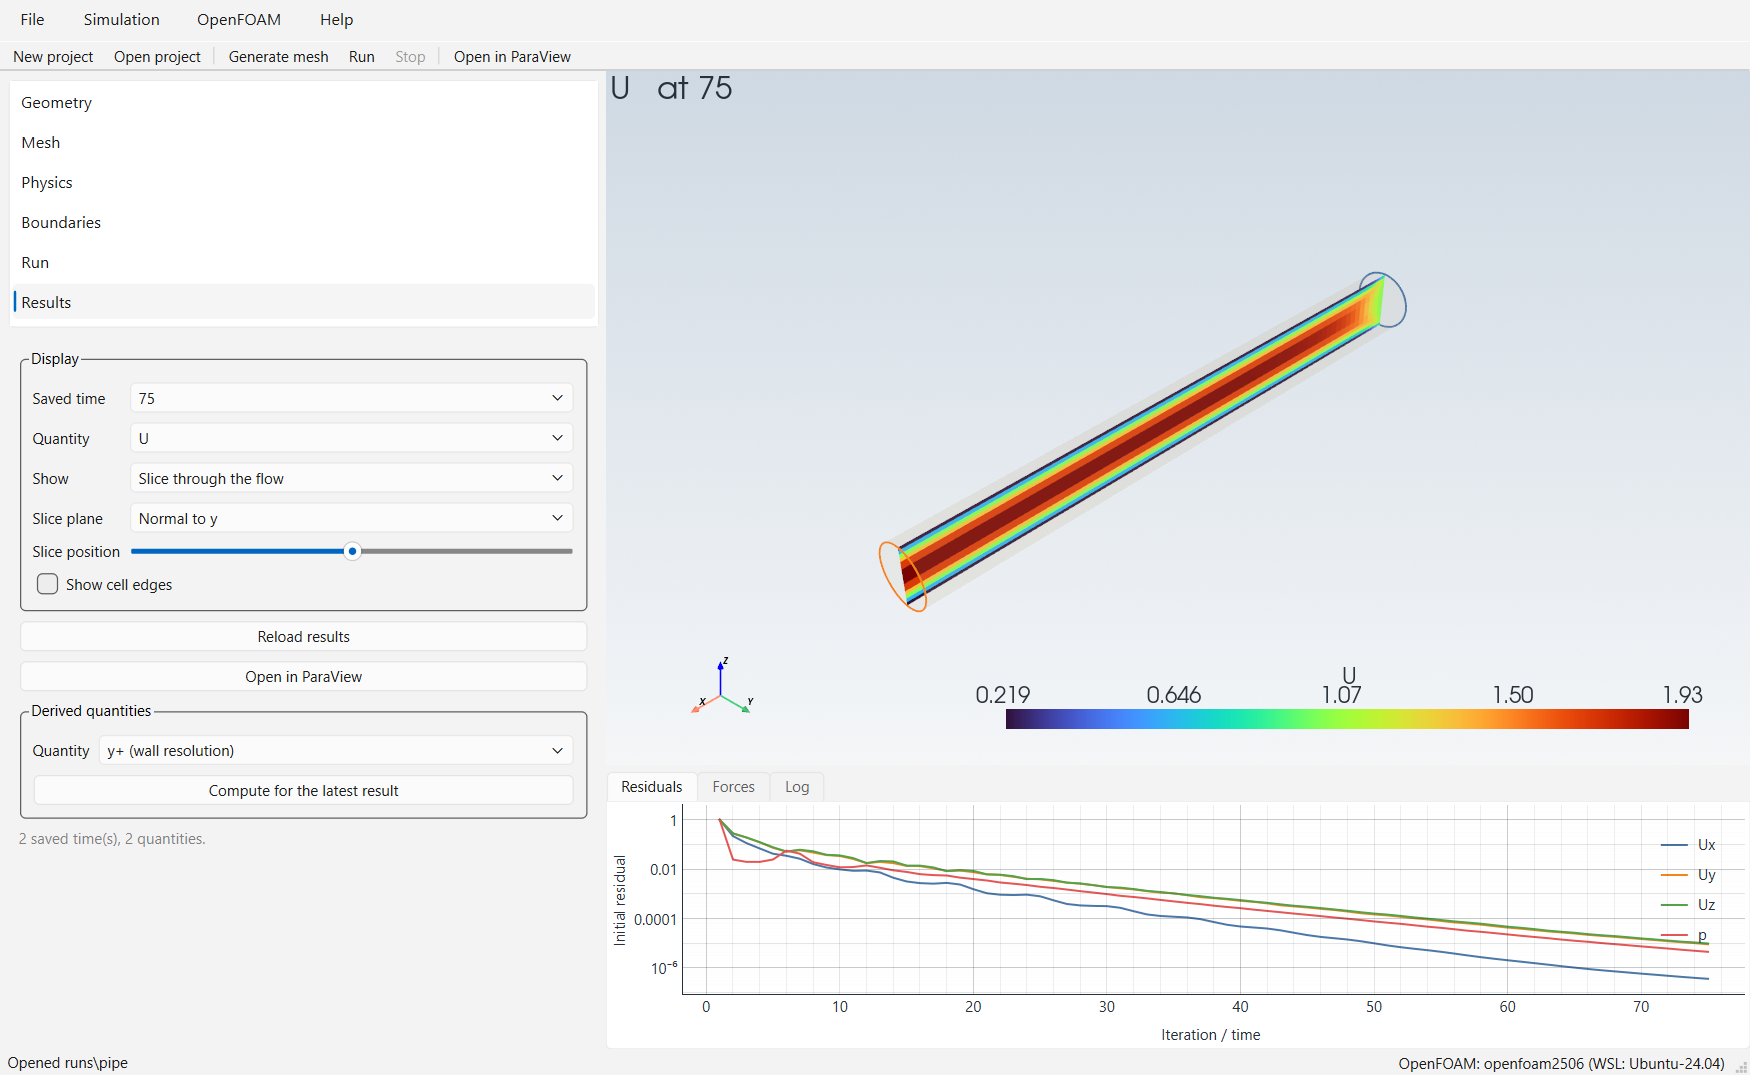 File Simulation OpenFOAM Help
New project Open project Generate mesh Run Stop Open in ParaView
Geometry
Mesh
Physics
Boundaries
Run
Results
Display
Saved time 75
Quantity U
Show Slice through the flow
Slice plane Normal to y
Slice position
Show cell edges
Reload results
Open in ParaView
Derived quantities
Quantity y+ (wall resolution)
Compute for the latest result
2 saved time(s), 2 quantities.
U at 75
Z
X Y
U
0.219 0.646 1.07 1.50 1.93
Residuals Forces Log
Initial residual
1
0.01
0.0001
10⁻⁶
0 10 20 30 40 50 60 70
Iteration / time
Ux
Uy
Uz
p
Opened runs\pipe
OpenFOAM: openfoam2506 (WSL: Ubuntu-24.04)